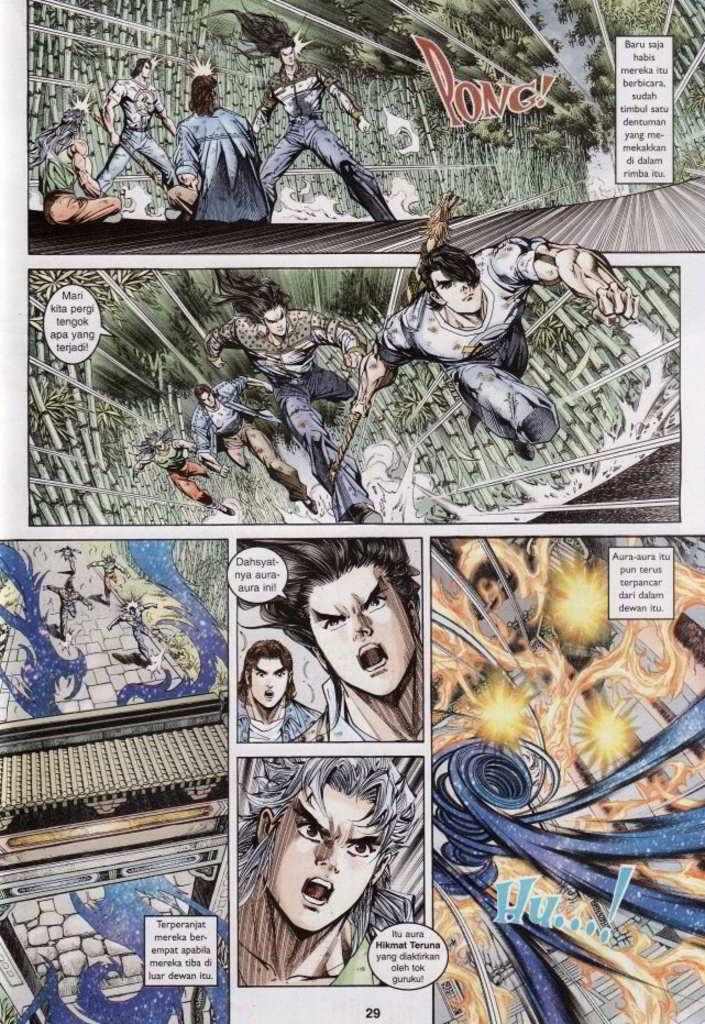 Baru saja
habis
mereka itu
berbicara,
sudah
timbul satu
dentuman
yang me-
mekakkan
di dalam
rimba itu.
PONG!
Mari
kita pergi
tengok
apa yang
terjadi!
Terperanjat
mereka ber-
empat apabila
mereka tiba di
luar dewan itu.
Dahsyat-
nya aura-
aura ini!
Itu aura
Hikmat Teruna
yang diaktirkan
oleh tok
guruku!
Aura-aura itu
pun terus
terpancar
dari dalam
dewan itu.
Hu....!
29